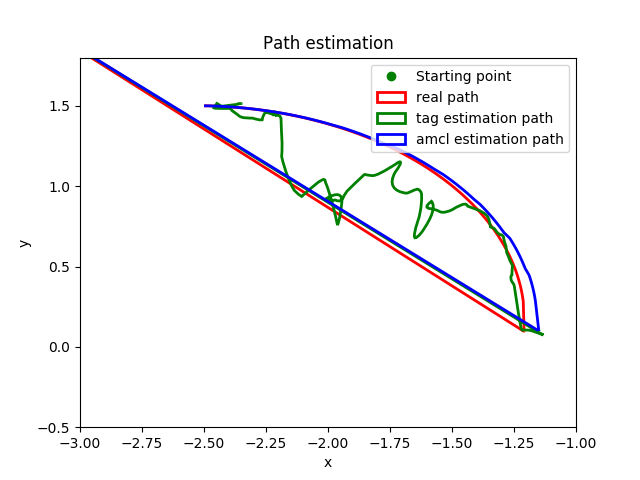 Path estimation
Starting point
real path
tag estimation path
amcl estimation path
1.5
1.0
0.5
0.0
−0.5
y
−3.00 −2.75 −2.50 −2.25 −2.00 −1.75 −1.50 −1.25 −1.00
x